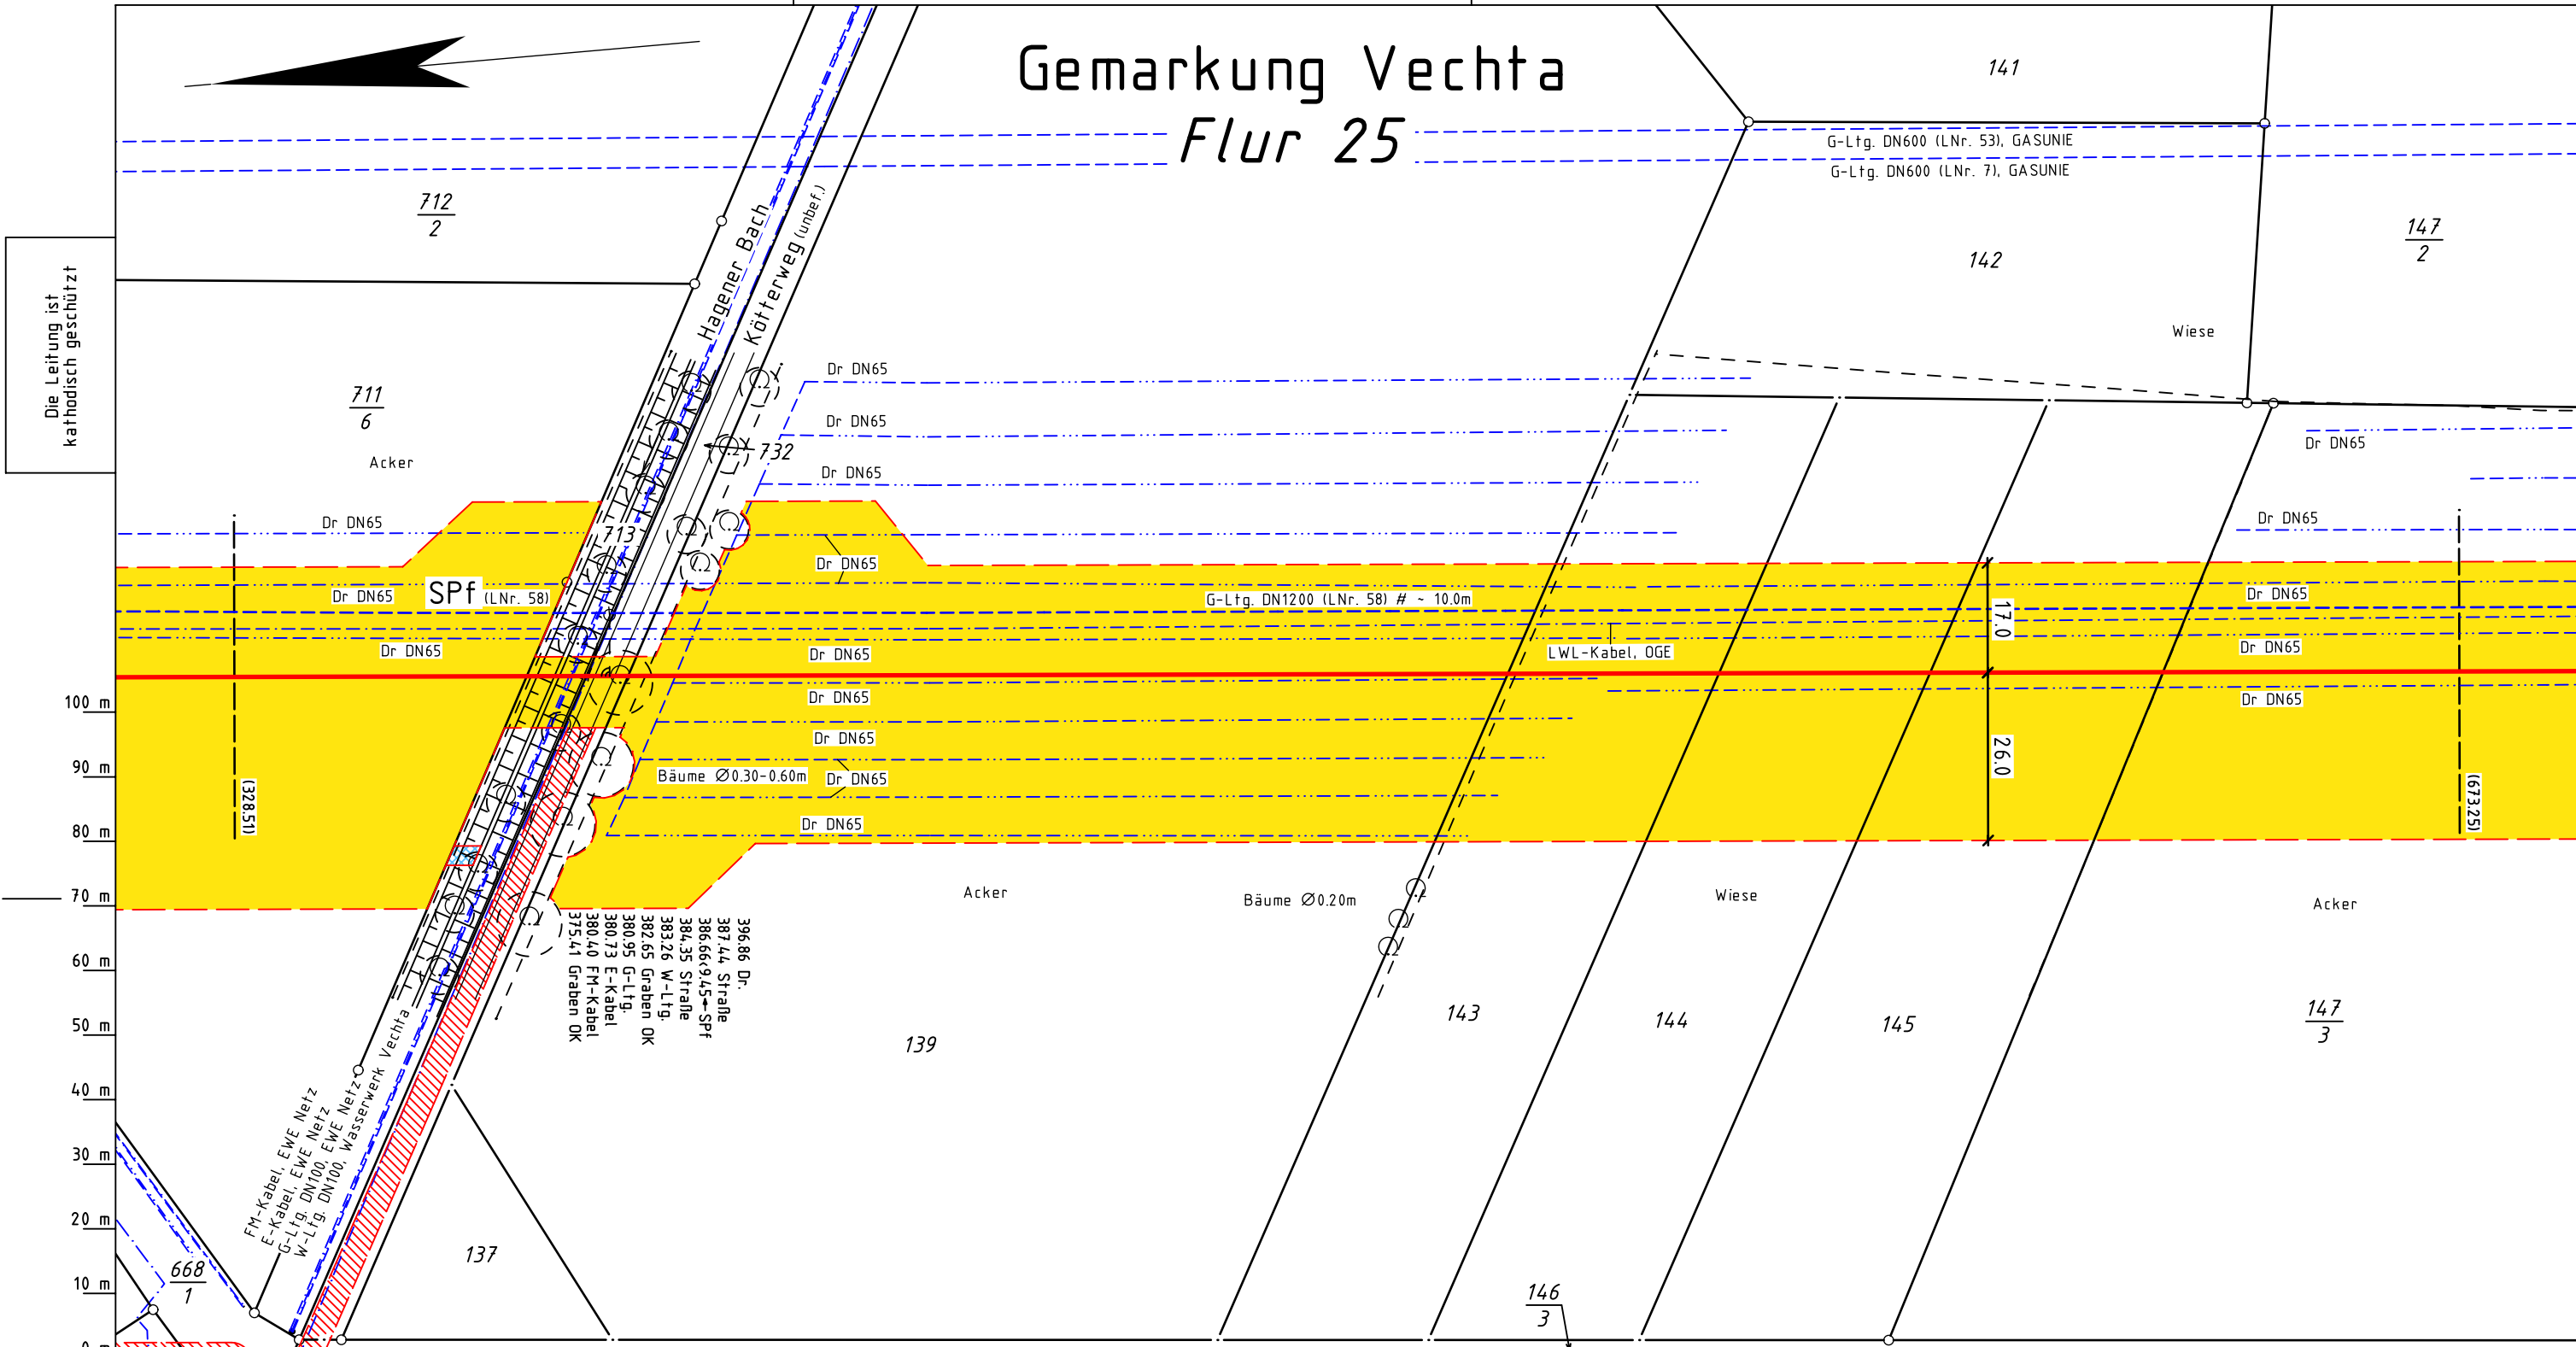 Gemarkung Vechta
Flur 25
141
G-Ltg. DN600 (LNr. 53), GASUNIE
G-Ltg. DN600 (LNr. 7), GASUNIE
712
2
147
2
142
Die Leitung ist
kathodisch geschützt
Hagener Bach
Kötterweg (unbef.)
Wiese
711
6
Acker
Dr DN65
Dr DN65
Dr DN65
732
Dr DN65
Dr DN65
Dr DN65
713
Dr DN65
Dr DN65
SPf (LNr. 58)
G-Ltg. DN1200 (LNr. 58) # ~ 10.0m
Dr DN65
17.0
Dr DN65
Dr DN65
LWL-Kabel, OGE
Dr DN65
Dr DN65
Dr DN65
100 m
Dr DN65
26.0
90 m
Bäume Ø0.30-0.60m
Dr DN65
(328.51)
(673.25)
80 m
Dr DN65
70 m
Acker
Bäume Ø0.20m
Wiese
Acker
396.86 Dr.
387.44 Straße
386.66<9.45←SPf
384.35 Straße
383.26 W-Ltg.
382.65 Graben OK
380.95 G-Ltg.
380.73 E-Kabel
380.40 FM-Kabel
375.41 Graben OK
60 m
50 m
139
143
144
145
147
3
40 m
FM-Kabel, EWE Netz
E-Kabel, EWE Netz
G-Ltg. DN100, EWE Netz
W-Ltg. DN100, Wasserwerk Vechta
30 m
20 m
137
668
1
10 m
146
3
0 m